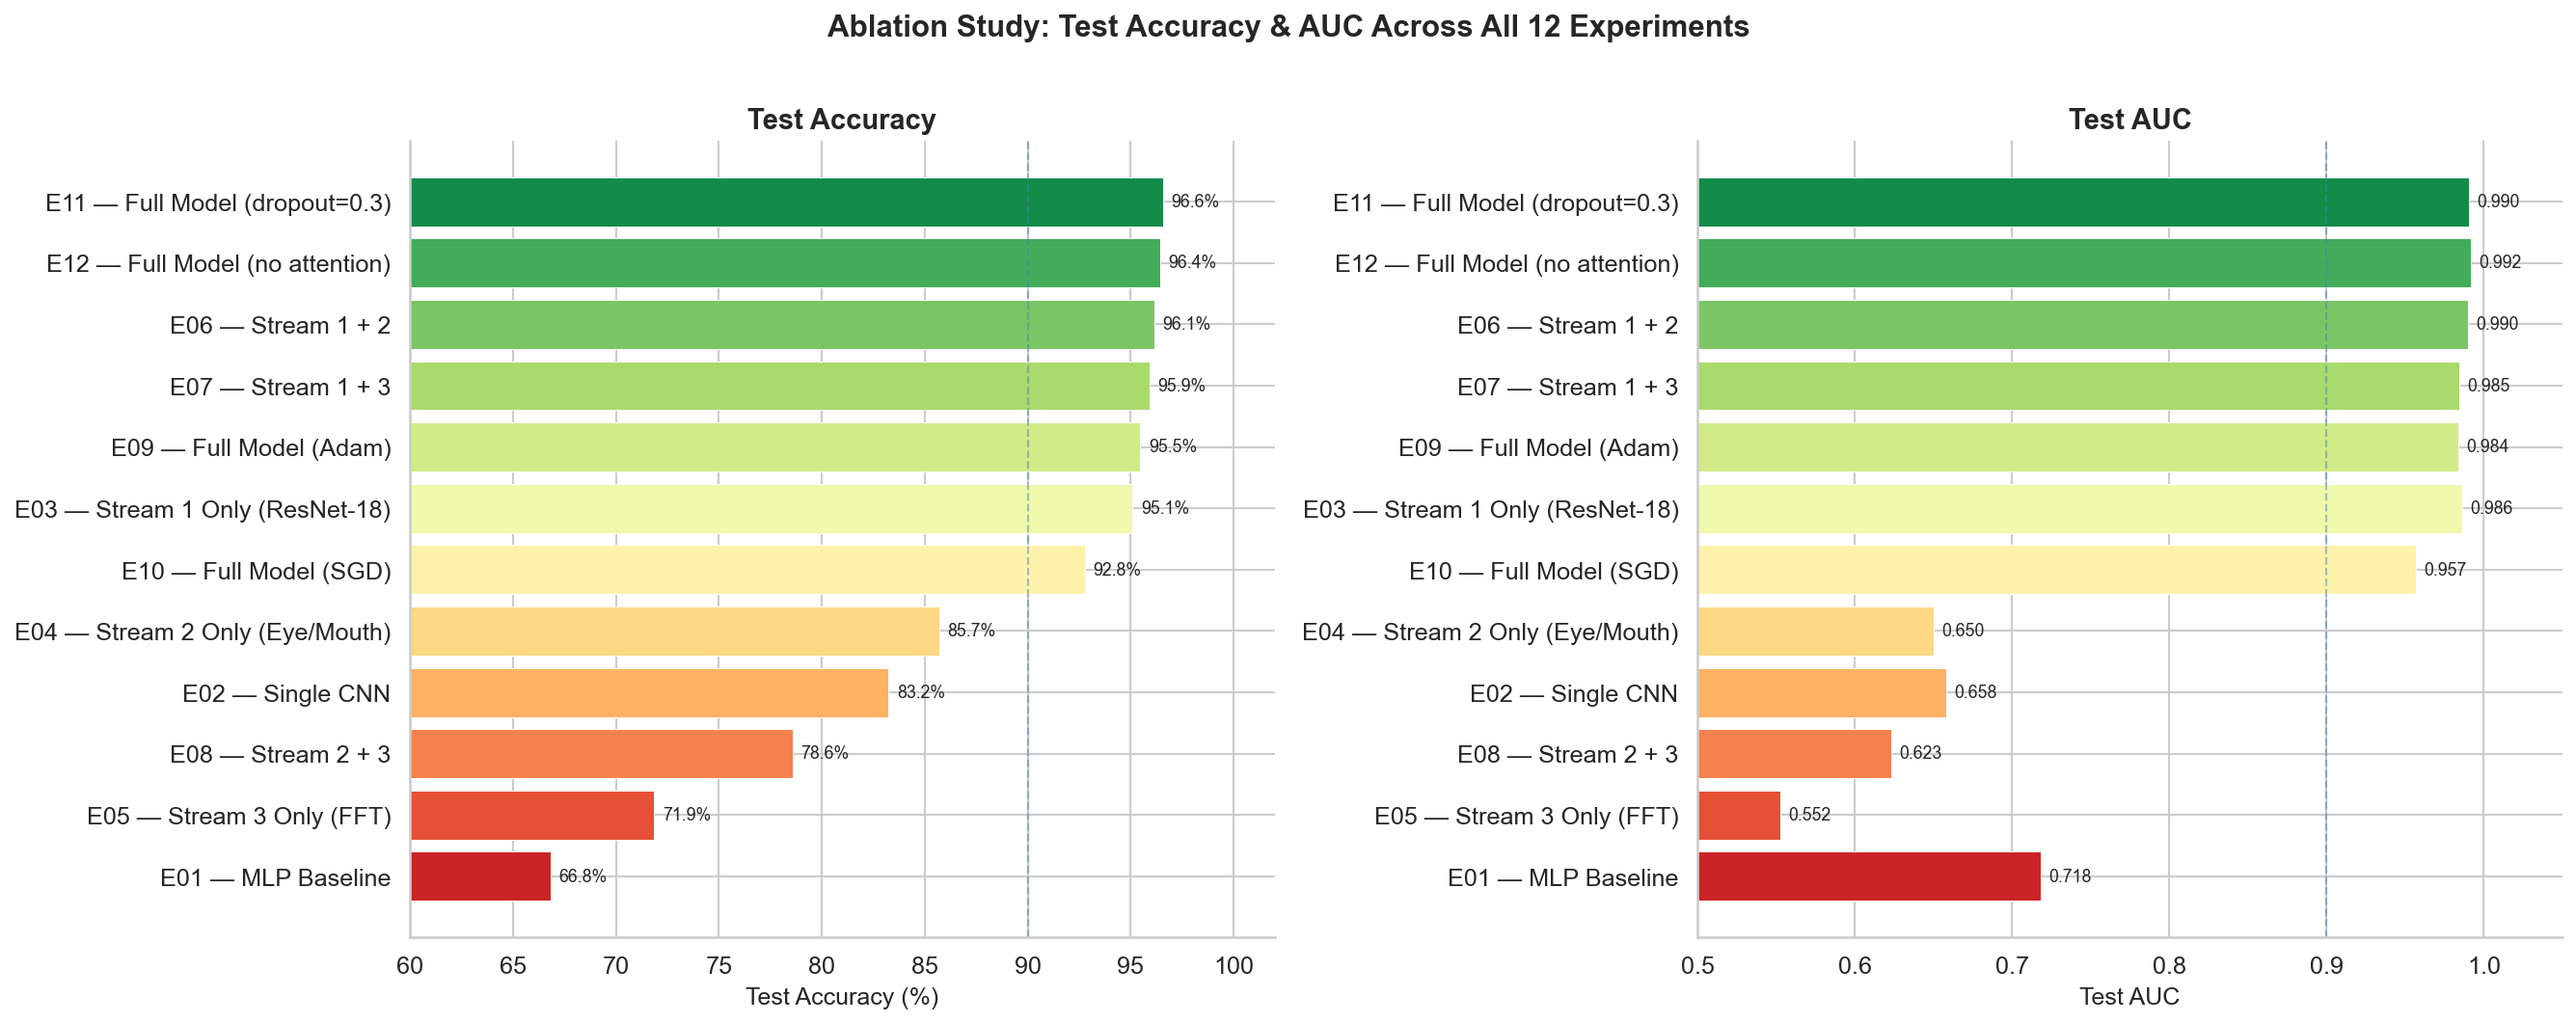 Ablation Study: Test Accuracy & AUC Across All 12 Experiments
Test Accuracy
E11 — Full Model (dropout=0.3)
96.6%
E12 — Full Model (no attention)
96.4%
E06 — Stream 1 + 2
96.1%
E07 — Stream 1 + 3
95.9%
E09 — Full Model (Adam)
95.5%
E03 — Stream 1 Only (ResNet-18)
95.1%
E10 — Full Model (SGD)
92.8%
E04 — Stream 2 Only (Eye/Mouth)
85.7%
E02 — Single CNN
83.2%
E08 — Stream 2 + 3
78.6%
E05 — Stream 3 Only (FFT)
71.9%
E01 — MLP Baseline
66.8%
60 65 70 75 80 85 90 95 100
Test Accuracy (%)
Test AUC
E11 — Full Model (dropout=0.3)
0.990
E12 — Full Model (no attention)
0.992
E06 — Stream 1 + 2
0.990
E07 — Stream 1 + 3
0.985
E09 — Full Model (Adam)
0.984
E03 — Stream 1 Only (ResNet-18)
0.986
E10 — Full Model (SGD)
0.957
E04 — Stream 2 Only (Eye/Mouth)
0.650
E02 — Single CNN
0.658
E08 — Stream 2 + 3
0.623
E05 — Stream 3 Only (FFT)
0.552
E01 — MLP Baseline
0.718
0.5 0.6 0.7 0.8 0.9 1.0
Test AUC